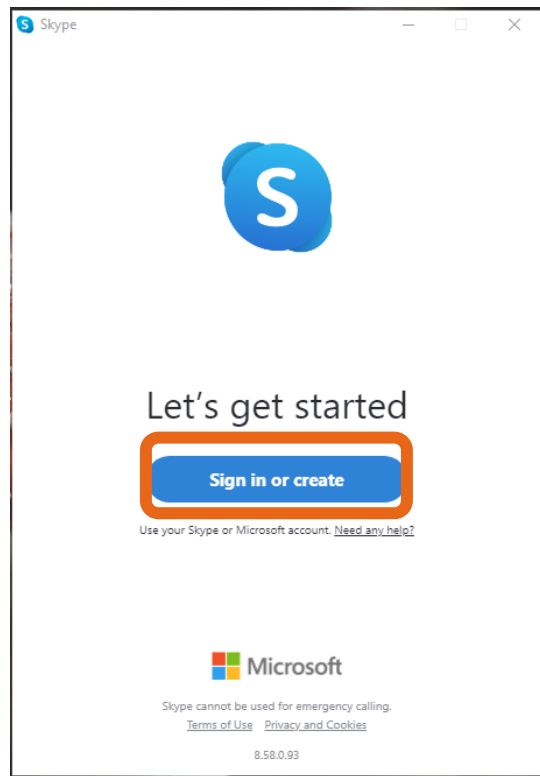 Skype
S
Let's get started
Sign in or create
Use your Skype or Microsoft account. Need any help?
Microsoft
Skype cannot be used for emergency calling.
Terms of Use Privacy and Cookies
8.58.0.93